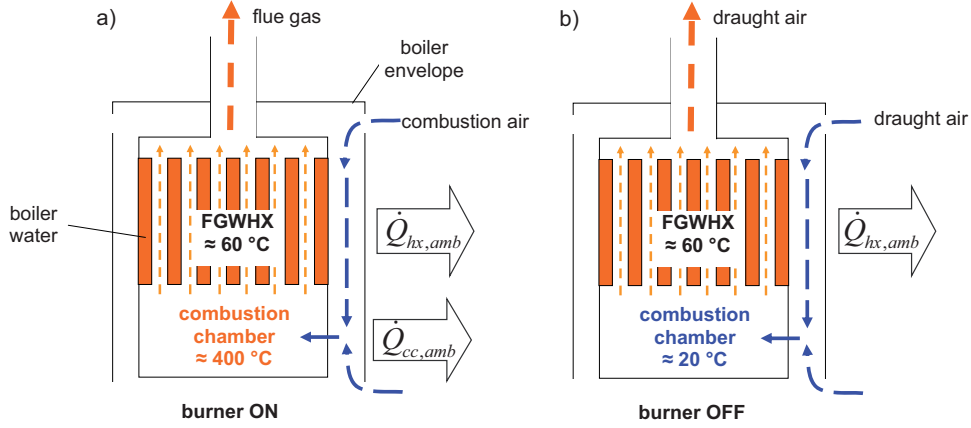 a)
flue gas
boiler
envelope
combustion air
boiler
water
FGWHX
≈ 60 °C
Q̇hx,amb
combustion
chamber
≈ 400 °C
Q̇cc,amb
burner ON
b)
draught air
draught air
FGWHX
≈ 60 °C
Q̇hx,amb
combustion
chamber
≈ 20 °C
burner OFF